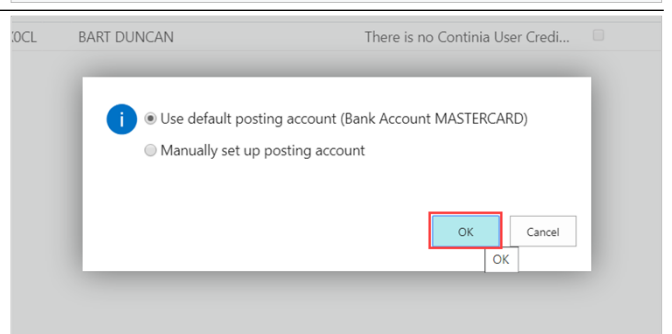 0CL BART DUNCAN There is no Continia User Credi...
i Use default posting account (Bank Account MASTERCARD)
Manually set up posting account
OK Cancel
OK